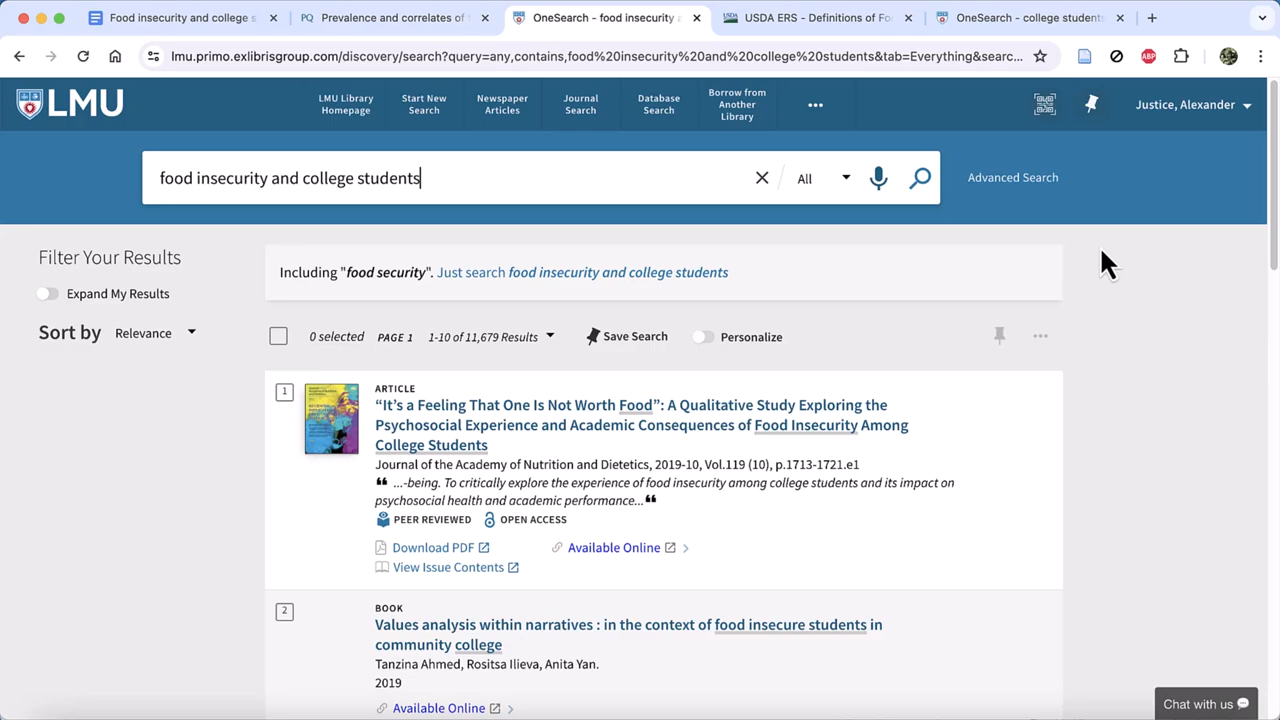 Food insecurity and college s
Prevalence and correlates of
OneSearch - food insecurity
USDA ERS - Definitions of Fo
OneSearch - college students
lmu.primo.exlibrisgroup.com/discovery/search?query=any,contains,food%20insecurity%20and%20college%20students&tab=Everything&searc...
LMU
LMU Library Homepage
Start New Search
Newspaper Articles
Journal Search
Database Search
Borrow from Another Library
Justice, Alexander
food insecurity and college students
All
Advanced Search
Filter Your Results
Expand My Results
Sort by Relevance
Including "food security". Just search food insecurity and college students
0 selected PAGE 1 1-10 of 11,679 Results Save Search Personalize
1
ARTICLE
“It’s a Feeling That One Is Not Worth Food”: A Qualitative Study Exploring the
Psychosocial Experience and Academic Consequences of Food Insecurity Among
College Students
Journal of the Academy of Nutrition and Dietetics, 2019-10, Vol.119 (10), p.1713-1721.e1
❝ ...-being. To critically explore the experience of food insecurity among college students and its impact on
psychosocial health and academic performance...❝
PEER REVIEWED OPEN ACCESS
Download PDF Available Online
View Issue Contents
2
BOOK
Values analysis within narratives : in the context of food insecure students in
community college
Tanzina Ahmed, Rositsa Ilieva, Anita Yan.
2019
Available Online
Chat with us